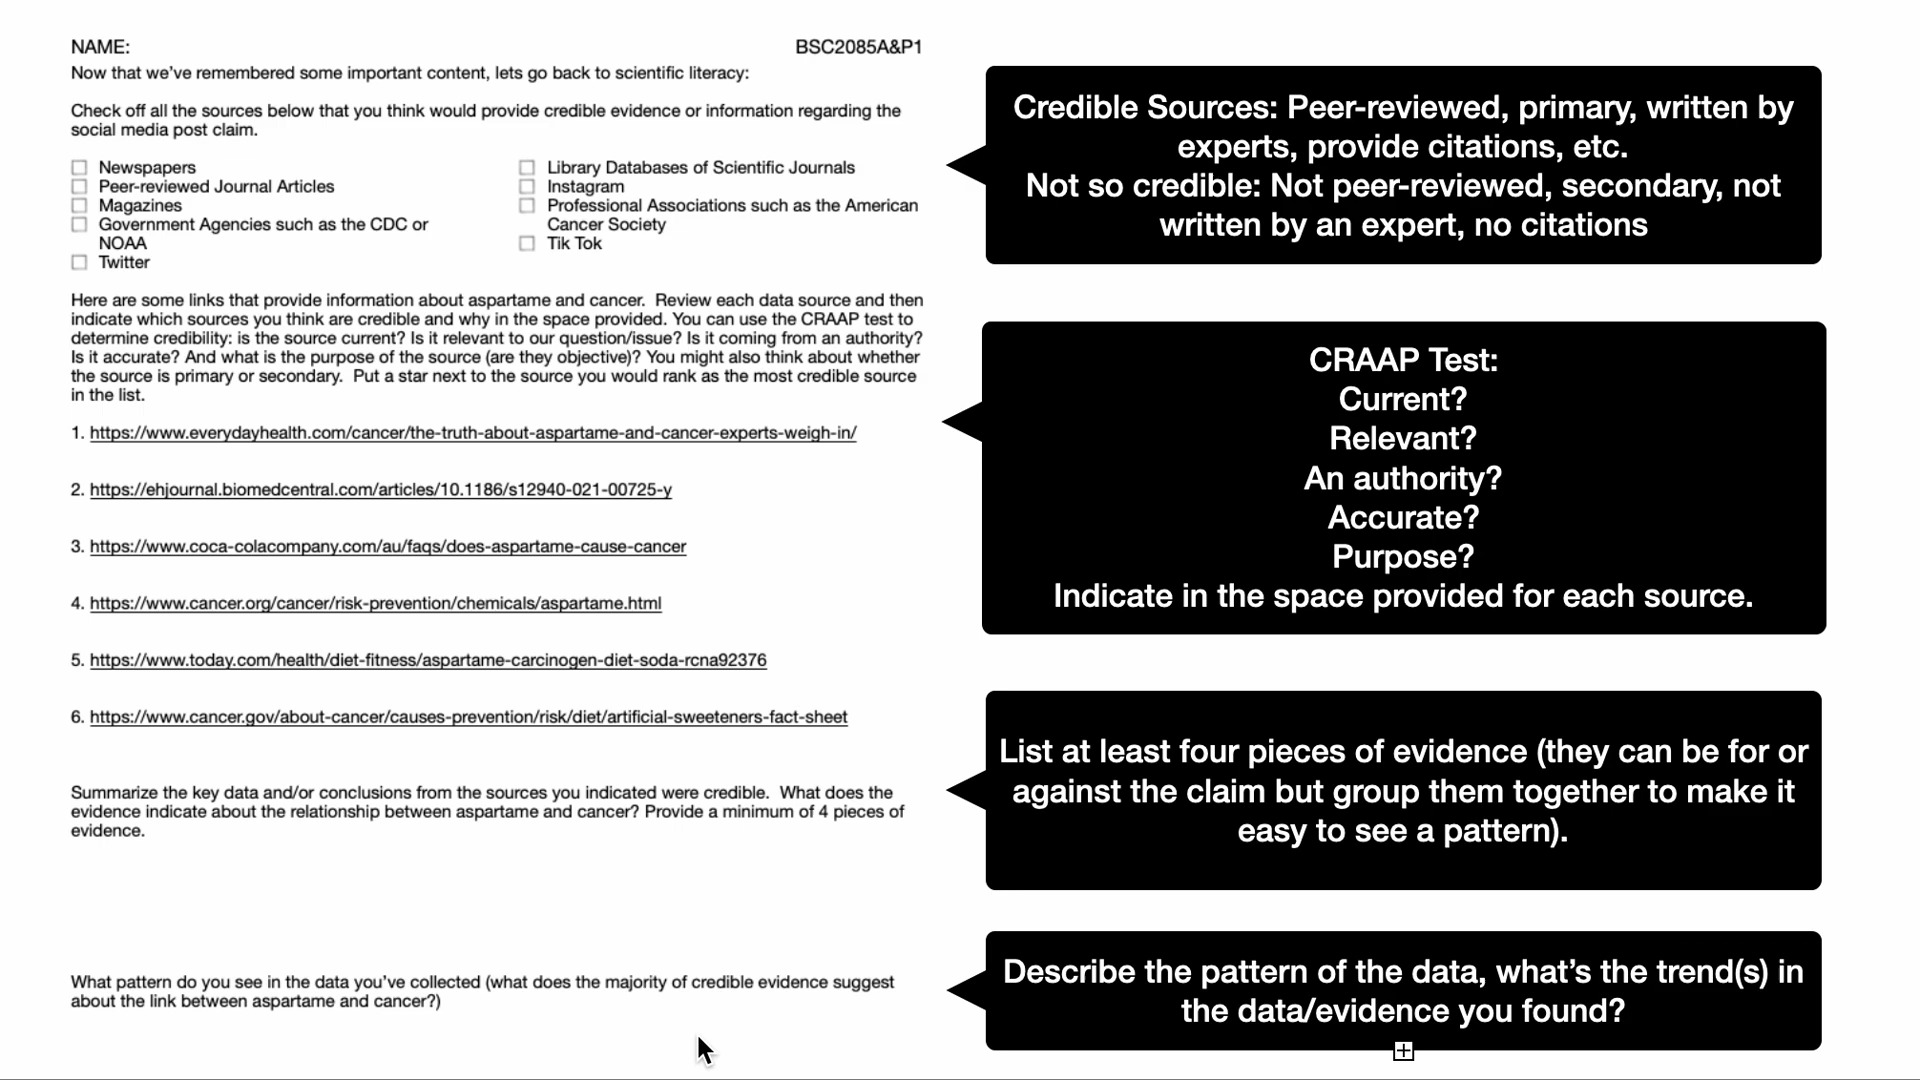 NAME:
BSC2085A&P1
Now that we've remembered some important content, lets go back to scientific literacy:
Check off all the sources below that you think would provide credible evidence or information regarding the
social media post claim.
Newspapers
Peer-reviewed Journal Articles
Magazines
Government Agencies such as the CDC or
NOAA
Twitter
Library Databases of Scientific Journals
Instagram
Professional Associations such as the American
Cancer Society
Tik Tok
Here are some links that provide information about aspartame and cancer.  Review each data source and then
indicate which sources you think are credible and why in the space provided. You can use the CRAAP test to
determine credibility: is the source current? Is it relevant to our question/issue? Is it coming from an authority?
Is it accurate? And what is the purpose of the source (are they objective)? You might also think about whether
the source is primary or secondary.  Put a star next to the source you would rank as the most credible source
in the list.
1. https://www.everydayhealth.com/cancer/the-truth-about-aspartame-and-cancer-experts-weigh-in/
2. https://ehjournal.biomedcentral.com/articles/10.1186/s12940-021-00725-y
3. https://www.coca-colacompany.com/au/faqs/does-aspartame-cause-cancer
4. https://www.cancer.org/cancer/risk-prevention/chemicals/aspartame.html
5. https://www.today.com/health/diet-fitness/aspartame-carcinogen-diet-soda-rcna92376
6. https://www.cancer.gov/about-cancer/causes-prevention/risk/diet/artificial-sweeteners-fact-sheet
Summarize the key data and/or conclusions from the sources you indicated were credible.  What does the
evidence indicate about the relationship between aspartame and cancer? Provide a minimum of 4 pieces of
evidence.
What pattern do you see in the data you've collected (what does the majority of credible evidence suggest
about the link between aspartame and cancer?)
Credible Sources: Peer-reviewed, primary, written by
experts, provide citations, etc.
Not so credible: Not peer-reviewed, secondary, not
written by an expert, no citations
CRAAP Test:
Current?
Relevant?
An authority?
Accurate?
Purpose?
Indicate in the space provided for each source.
List at least four pieces of evidence (they can be for or
against the claim but group them together to make it
easy to see a pattern).
Describe the pattern of the data, what's the trend(s) in
the data/evidence you found?